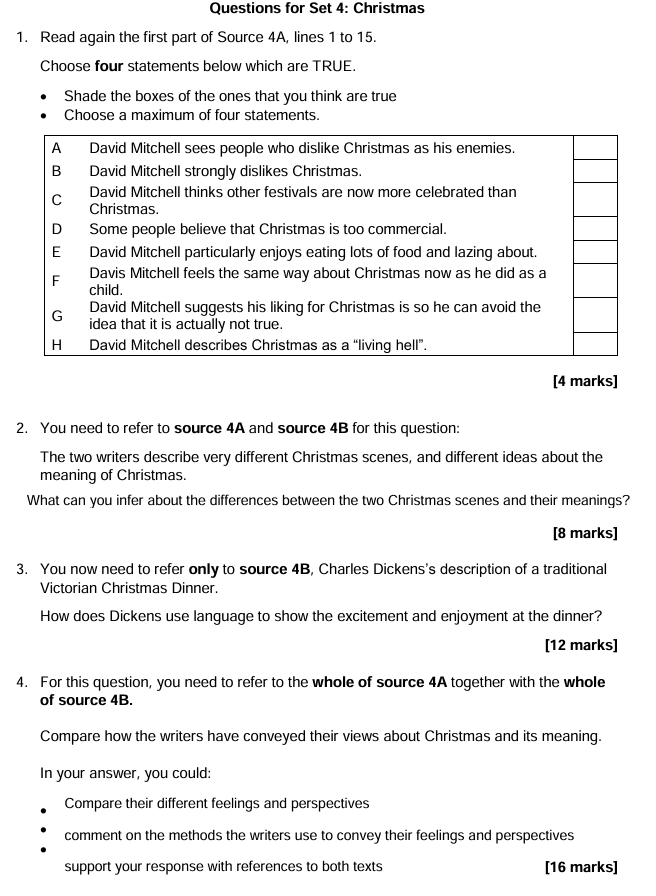 Questions for Set 4: Christmas
1. Read again the first part of Source 4A, lines 1 to 15.
Choose four statements below which are TRUE.
• Shade the boxes of the ones that you think are true
• Choose a maximum of four statements.
A David Mitchell sees people who dislike Christmas as his enemies.
B David Mitchell strongly dislikes Christmas.
C David Mitchell thinks other festivals are now more celebrated than
Christmas.
D Some people believe that Christmas is too commercial.
E David Mitchell particularly enjoys eating lots of food and lazing about.
F Davis Mitchell feels the same way about Christmas now as he did as a
child.
G David Mitchell suggests his liking for Christmas is so he can avoid the
idea that it is actually not true.
H David Mitchell describes Christmas as a “living hell”.
[4 marks]
2. You need to refer to source 4A and source 4B for this question:
The two writers describe very different Christmas scenes, and different ideas about the
meaning of Christmas.
What can you infer about the differences between the two Christmas scenes and their meanings?
[8 marks]
3. You now need to refer only to source 4B, Charles Dickens’s description of a traditional
Victorian Christmas Dinner.
How does Dickens use language to show the excitement and enjoyment at the dinner?
[12 marks]
4. For this question, you need to refer to the whole of source 4A together with the whole
of source 4B.
Compare how the writers have conveyed their views about Christmas and its meaning.
In your answer, you could:
• Compare their different feelings and perspectives
• comment on the methods the writers use to convey their feelings and perspectives
• support your response with references to both texts [16 marks]